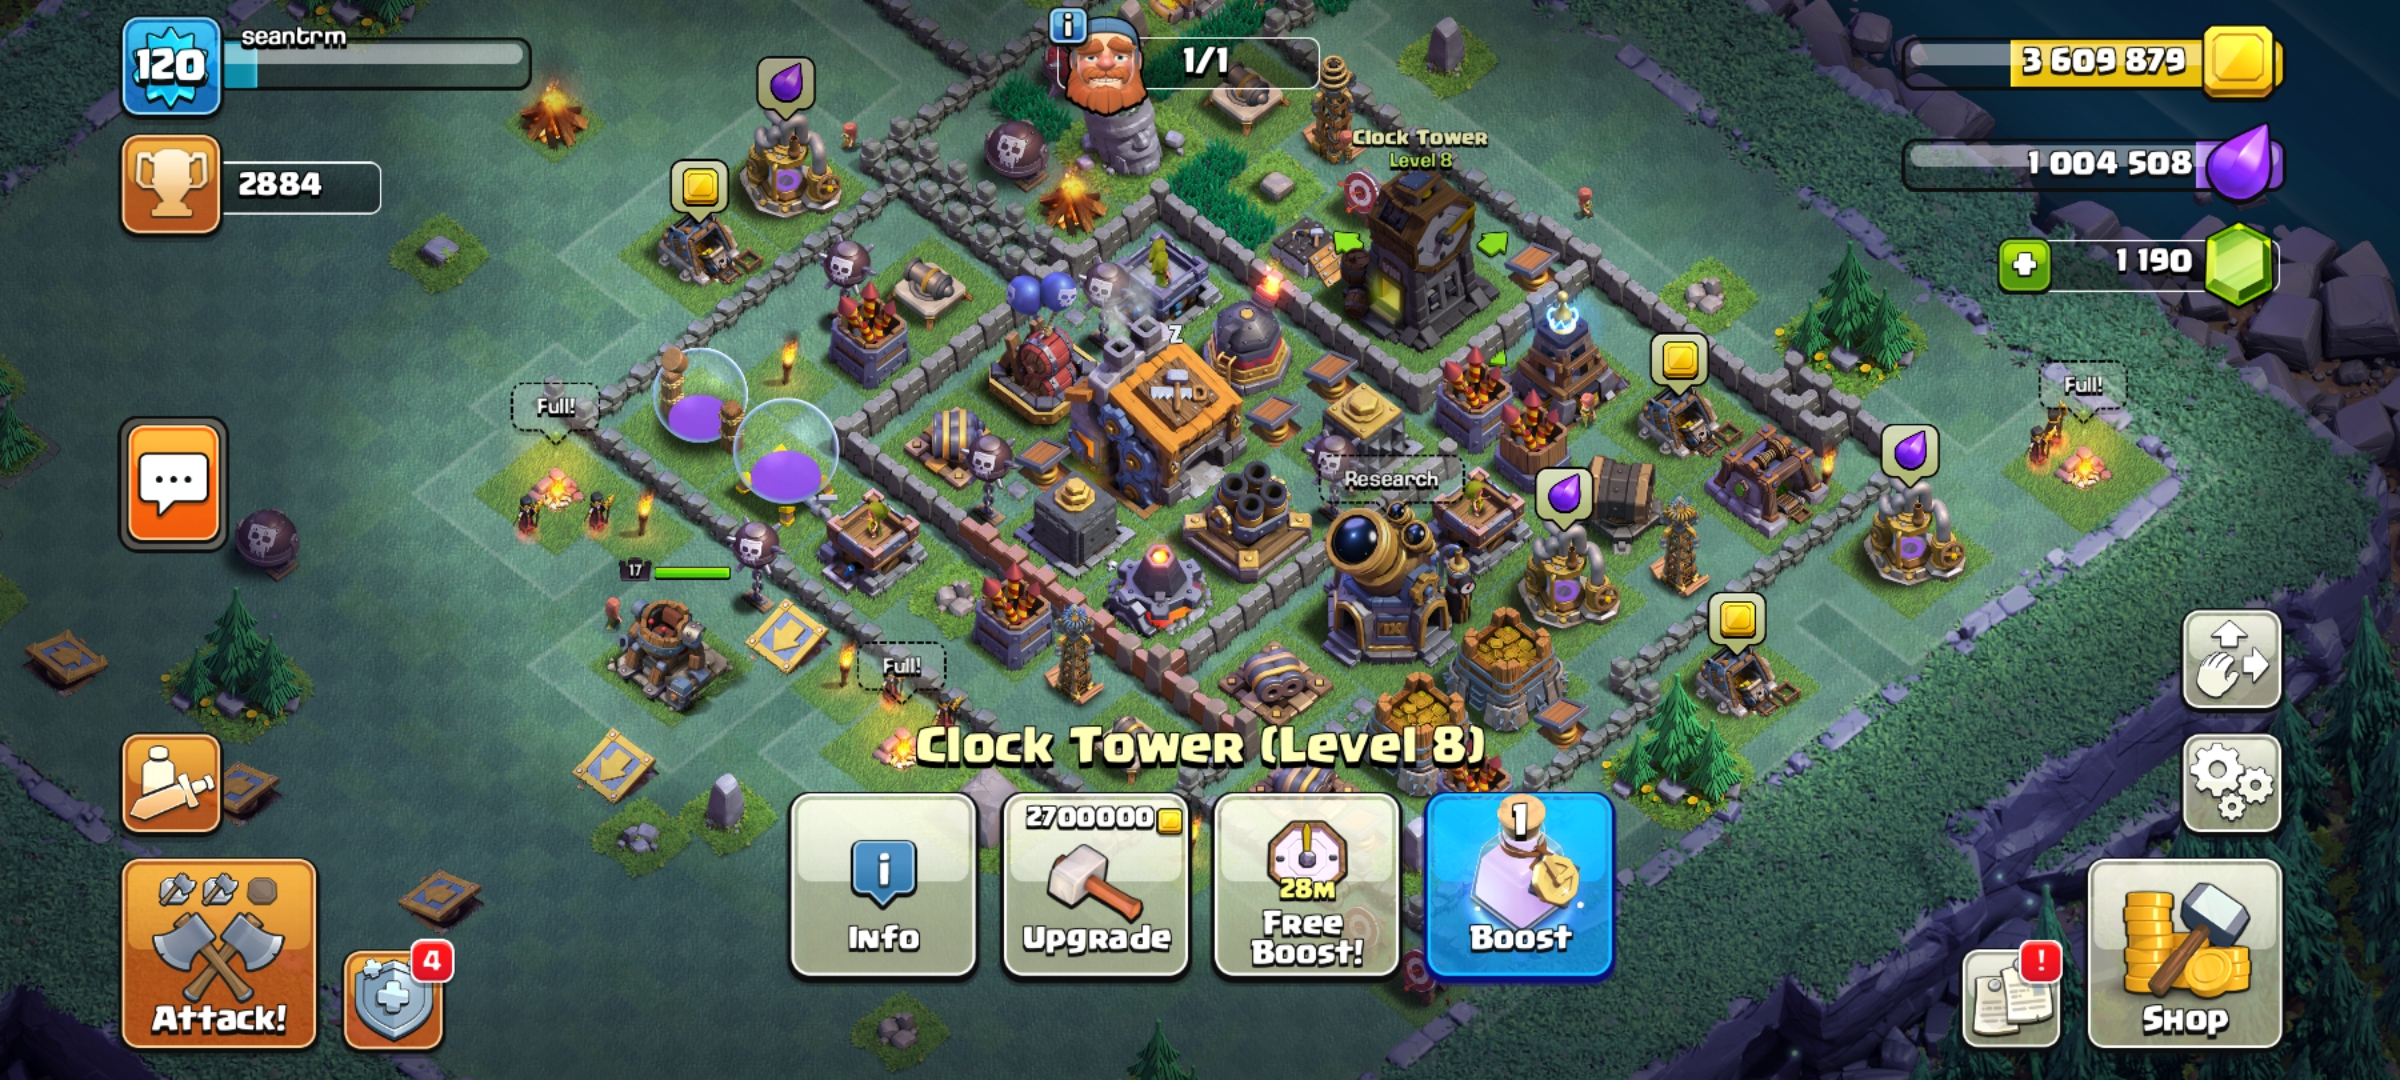 120
seantrm
1/1
3 609 879
2884
1 004 508
1 190
Clock Tower
Level 8
Z
Full!
Full!
Research
17
Full!
Clock Tower (Level 8)
Info
2700000
Upgrade
28M
Free
Boost!
1
Boost
Attack!
4
!
Shop